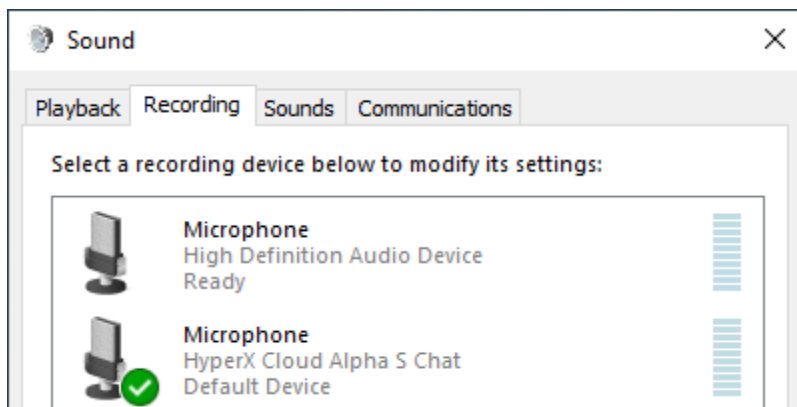 Sound
Playback Recording Sounds Communications
Select a recording device below to modify its settings:
Microphone
High Definition Audio Device
Ready
Microphone
HyperX Cloud Alpha S Chat
Default Device